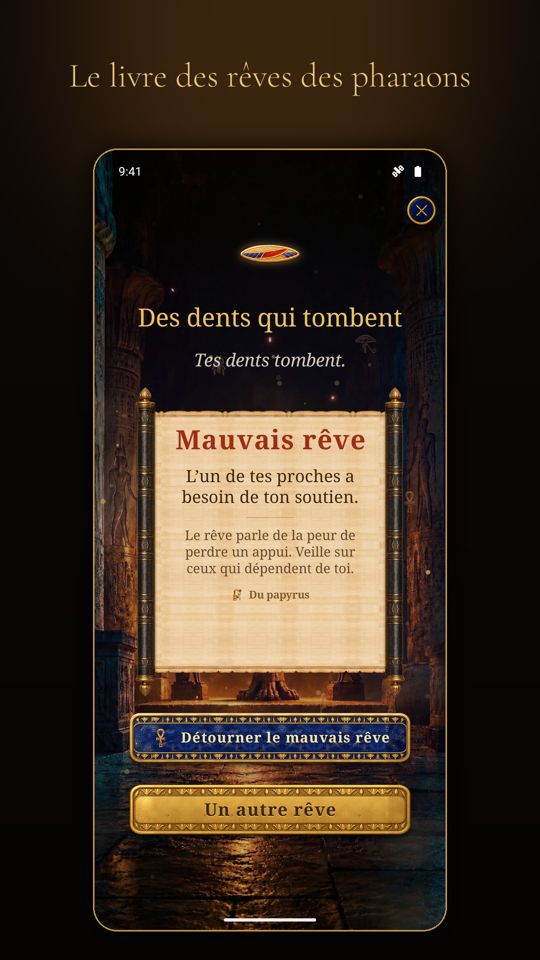 Le livre des rêves des pharaons
9:41
Des dents qui tombent
Tes dents tombent.
Mauvais rêve
L’un de tes proches a
besoin de ton soutien.
Le rêve parle de la peur de
perdre un appui. Veille sur
ceux qui dépendent de toi.
Du papyrus
Détourner le mauvais rêve
Un autre rêve